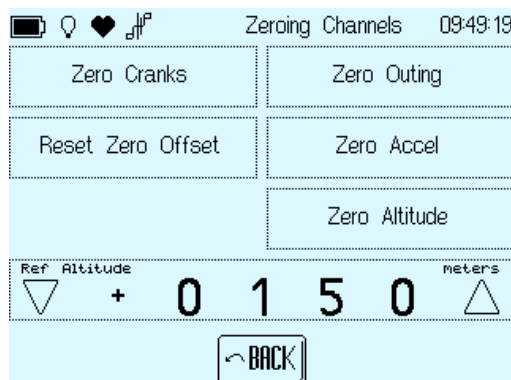 Zeroing Channels 09:49:19
Zero Cranks
Zero Outing
Reset Zero Offset
Zero Accel
Zero Altitude
Ref Altitude
meters
+ 0 1 5 0
BACK